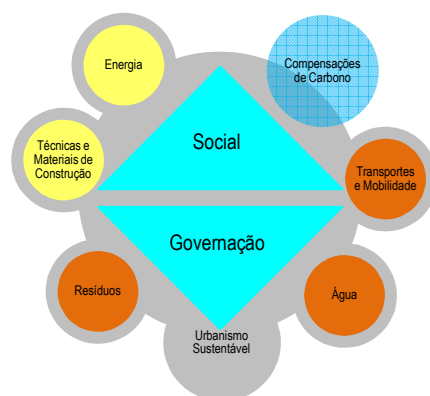 Energia
Compensações
de Carbono
Social
Técnicas e
Materiais de
Construção
Transportes
e Mobilidade
Governação
Resíduos
Água
Urbanismo
Sustentável